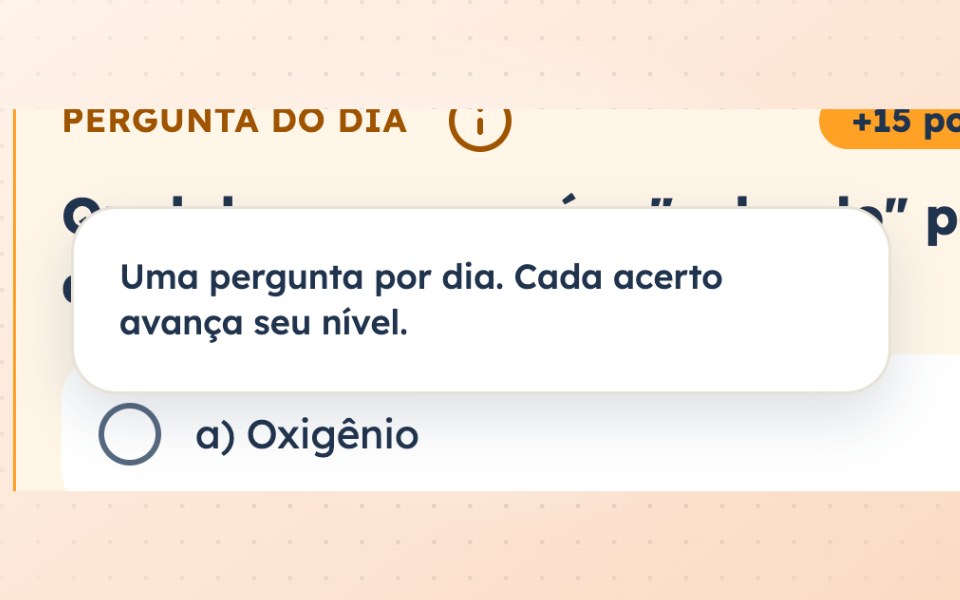 PERGUNTA DO DIA
+15
Uma pergunta por dia. Cada acerto
avança seu nível.
a) Oxigênio